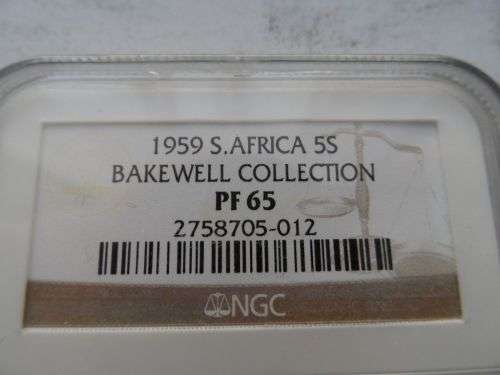 1959 S.AFRICA 5S
BAKEWELL COLLECTION
PF 65
2758705-012
NGC